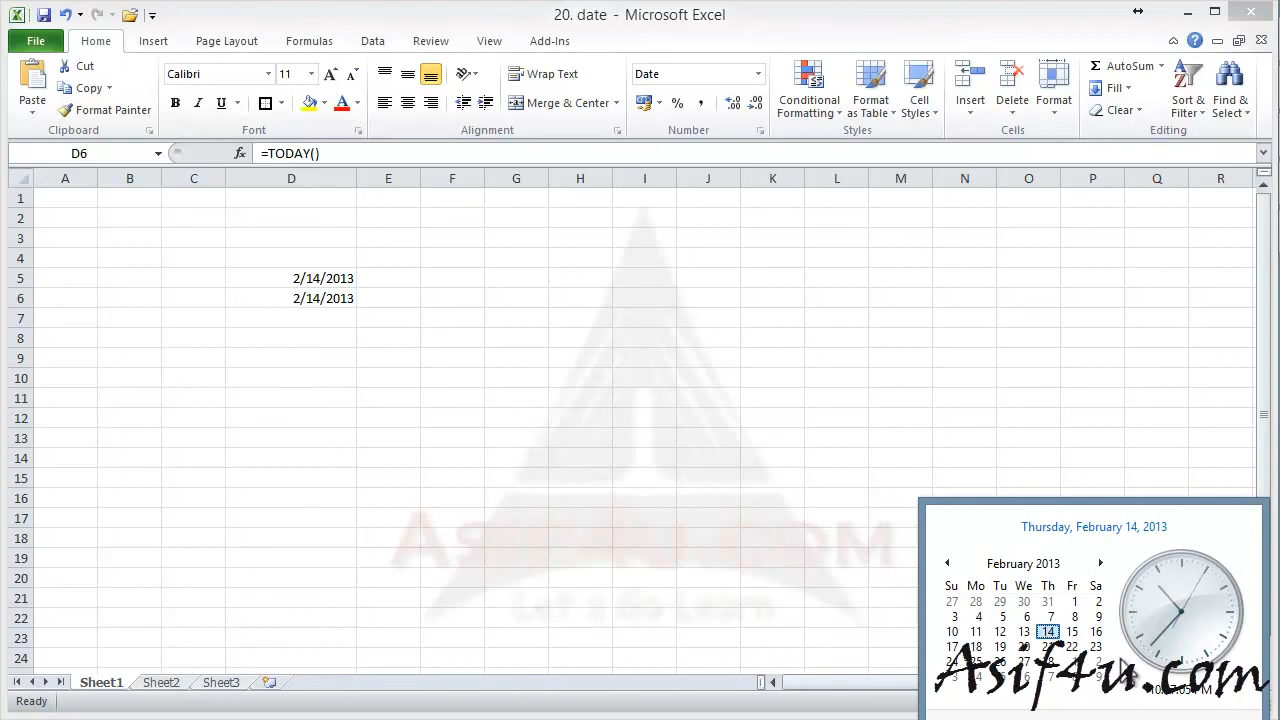 20. date - Microsoft Excel
File Home Insert Page Layout Formulas Data Review View Add-Ins
Paste Cut Copy Format Painter Clipboard
Calibri 11 B I U A Font
Wrap Text Merge & Center Alignment
Date % , Number
Conditional Formatting Format as Table Cell Styles Styles
Insert Delete Format Cells
Σ AutoSum Fill Clear Sort & Filter Find & Select Editing
D6 fx =TODAY()
A B C D E F G H I J K L M N O P Q R
1
2
3
4
5 2/14/2013
6 2/14/2013
7
8
9
10
11
12
13
14
15
16
17
18
19
20
21
22
23
24
Asif4u.com
Let's Go Learn
Thursday, February 14, 2013
February 2013
Su Mo Tu We Th Fr Sa
27 28 29 30 31 1 2
3 4 5 6 7 8 9
10 11 12 13 14 15 16
17 18 19 20 21 22 23
Asif4u.com
Sheet1 Sheet2 Sheet3
Ready